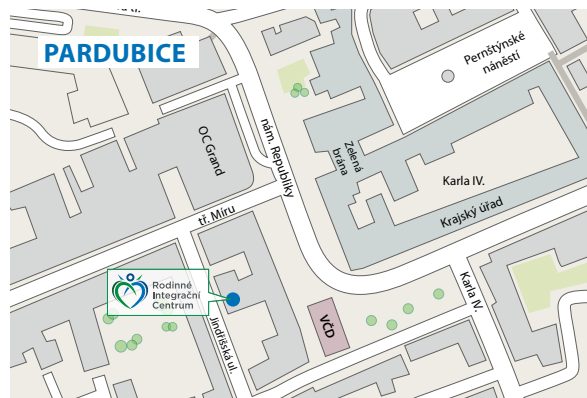 PARDUBICE
Pernštýnské
náněstí
nám. Republiky
OC Grand
Zelená
brána
Karla IV.
Krajský úřad
tř. Míru
Rodinné
Integrační
Centrum
Jindřišská ul.
VČD
Karla IV.